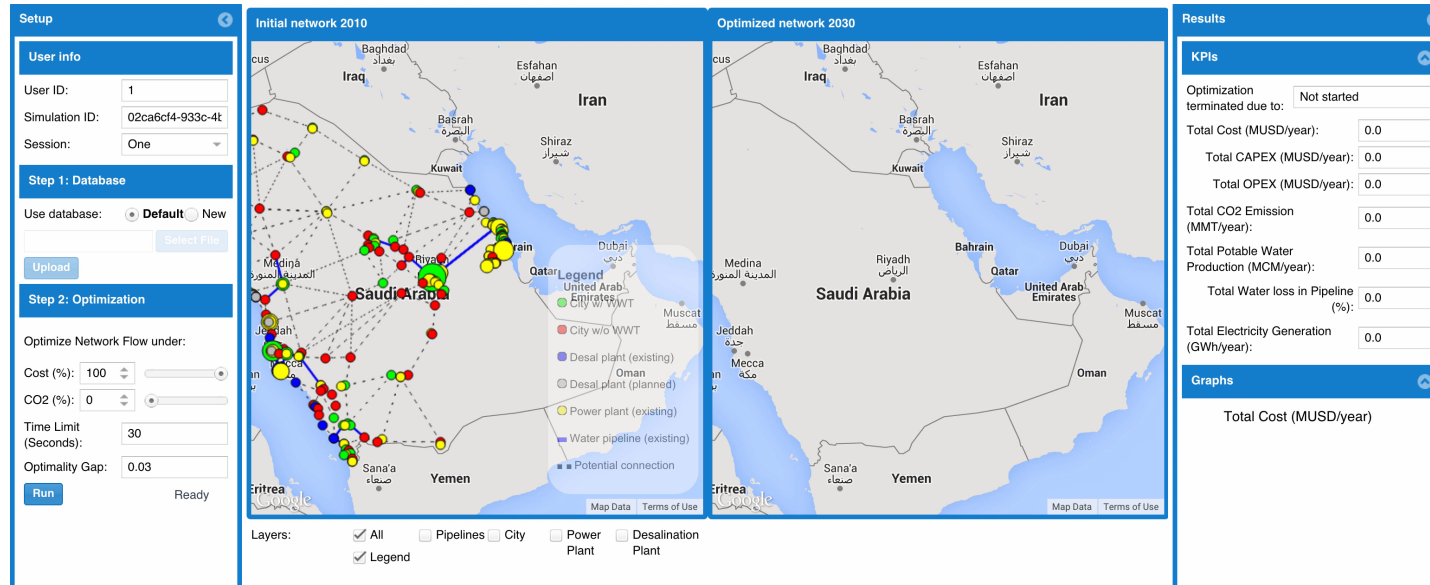 Setup
User info
User ID:
1
Simulation ID:
02ca6cf4-933c-4b
Session:
One
Step 1: Database
Use database:
Default
New
Select File
Upload
Step 2: Optimization
Optimize Network Flow under:
Cost (%):
100
CO2 (%):
0
Time Limit
(Seconds):
30
Optimality Gap:
0.03
Run
Ready
Initial network 2010
Baghdad
بغداد
cus
Iraq
Esfahan
اصفهان
Iran
Basrah
البصرة
Shiraz
شیراز
Kuwait
Medina
المدينة المنورة
Riyadh
Saudi Arabia
rain
Qatar
Dubai
دبي
United Arab
Emirates
Muscat
مسقط
Jeddah
Mecca
Oman
Sana'a
صنعاء
Yemen
Eritrea
Google
Legend
City w/ WWT
City w/o WWT
Desal plant (existing)
Desal plant (planned)
Power plant (existing)
Water pipeline (existing)
Potential connection
Map Data
Terms of Use
Layers:
All
Pipelines
City
Power
Plant
Desalination
Plant
Legend
Optimized network 2030
Baghdad
بغداد
cus
Iraq
Esfahan
اصفهان
Iran
Basrah
البصرة
Shiraz
شیراز
Kuwait
Bahrain
Medina
المدينة المنورة
Riyadh
الرياض
Saudi Arabia
Qatar
Dubai
دبي
United Arab
Emirates
Muscat
مسقط
Jeddah
جدة
Mecca
مكة
Oman
Sana'a
صنعاء
Yemen
Eritrea
Google
Map Data
Terms of Use
Results
KPIs
Optimization
terminated due to:
Not started
Total Cost (MUSD/year):
0.0
Total CAPEX (MUSD/year):
0.0
Total OPEX (MUSD/year):
0.0
Total CO2 Emission
(MMT/year):
0.0
Total Potable Water
Production (MCM/year):
0.0
Total Water loss in Pipeline
(%):
0.0
Total Electricity Generation
(GWh/year):
0.0
Graphs
Total Cost (MUSD/year)